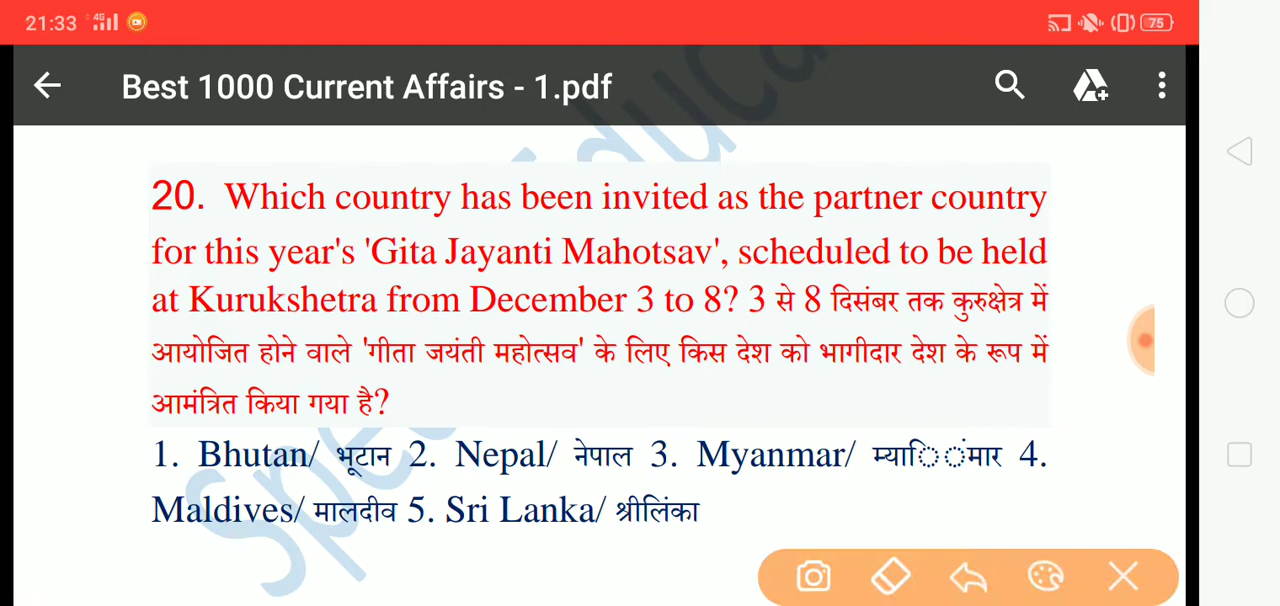 21:33 4G 75
Best 1000 Current Affairs - 1.pdf
20. Which country has been invited as the partner country
for this year's 'Gita Jayanti Mahotsav', scheduled to be held
at Kurukshetra from December 3 to 8? 3 से 8 दिसंबर तक कुरुक्षेत्र में
आयोजित होने वाले 'गीता जयंती महोत्सव' के लिए किस देश को भागीदार देश के रूप में
आमंत्रित किया गया है?
1. Bhutan/ भूटान 2. Nepal/ नेपाल 3. Myanmar/ म्यािंमार 4.
Maldives/ मालदीव 5. Sri Lanka/ श्रीलिंका